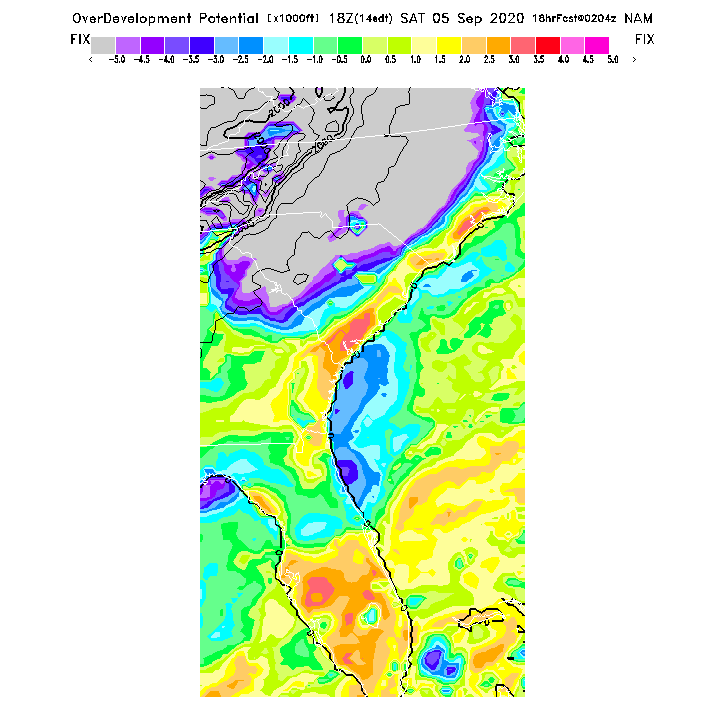 OverDevelopment Potential [x1000ft] 18Z(14edt) SAT 05 Sep 2020 18hrFcst@0204z NAM
FIX FIX
< -5.0 -4.5 -4.0 -3.5 -3.0 -2.5 -2.0 -1.5 -1.0 -0.5 0.0 0.5 1.0 1.5 2.0 2.5 3.0 3.5 4.0 4.5 5.0 >